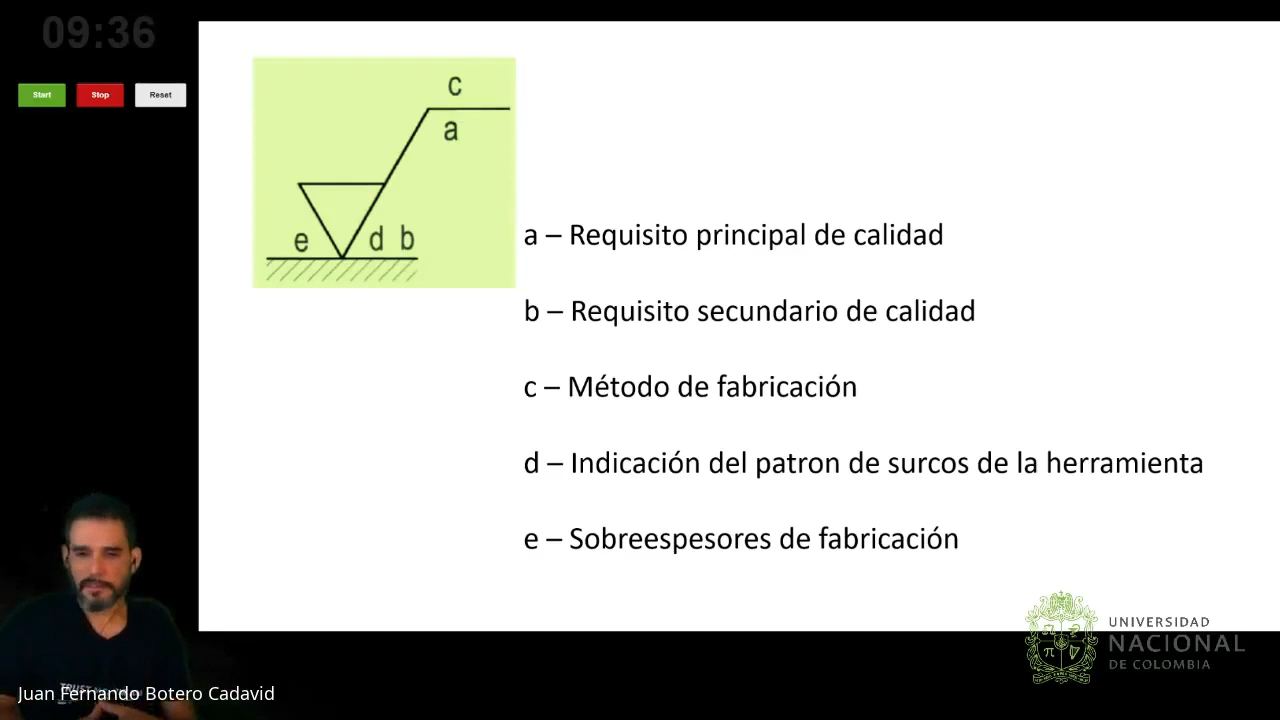 09:36
Start Stop Reset
c
a
e d b
a – Requisito principal de calidad
b – Requisito secundario de calidad
c – Método de fabricación
d – Indicación del patron de surcos de la herramienta
e – Sobreespesores de fabricación
UNIVERSIDAD
NACIONAL
DE COLOMBIA
Juan Fernando Botero Cadavid